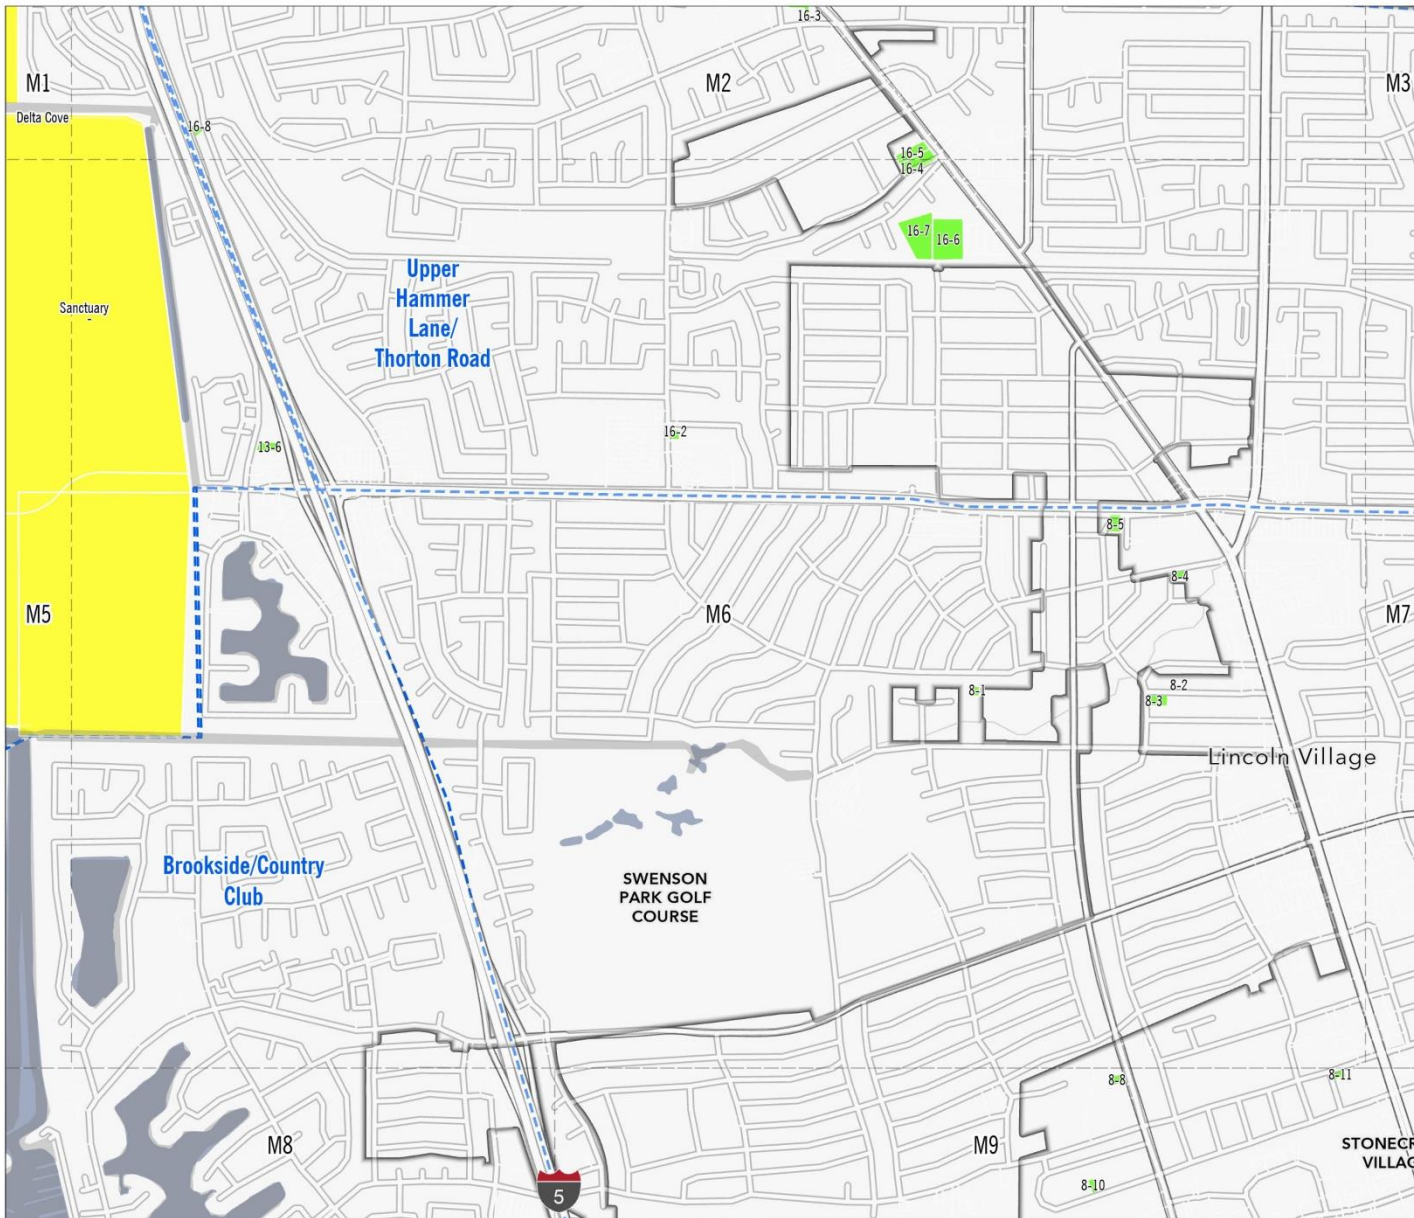 16-3
M1
M2
M3
Delta Cove
16-8
16-5
16-4
16-7
16-6
Upper
Hammer
Lane/
Thorton Road
Sanctuary
16-2
13-6
8-5
8-4
M5
M6
M7
8-1
8-2
8-3
Lincoln Village
Brookside/Country
Club
SWENSON
PARK GOLF
COURSE
8-8
8-11
M8
M9
STONECR
VILLAG
8-10
5